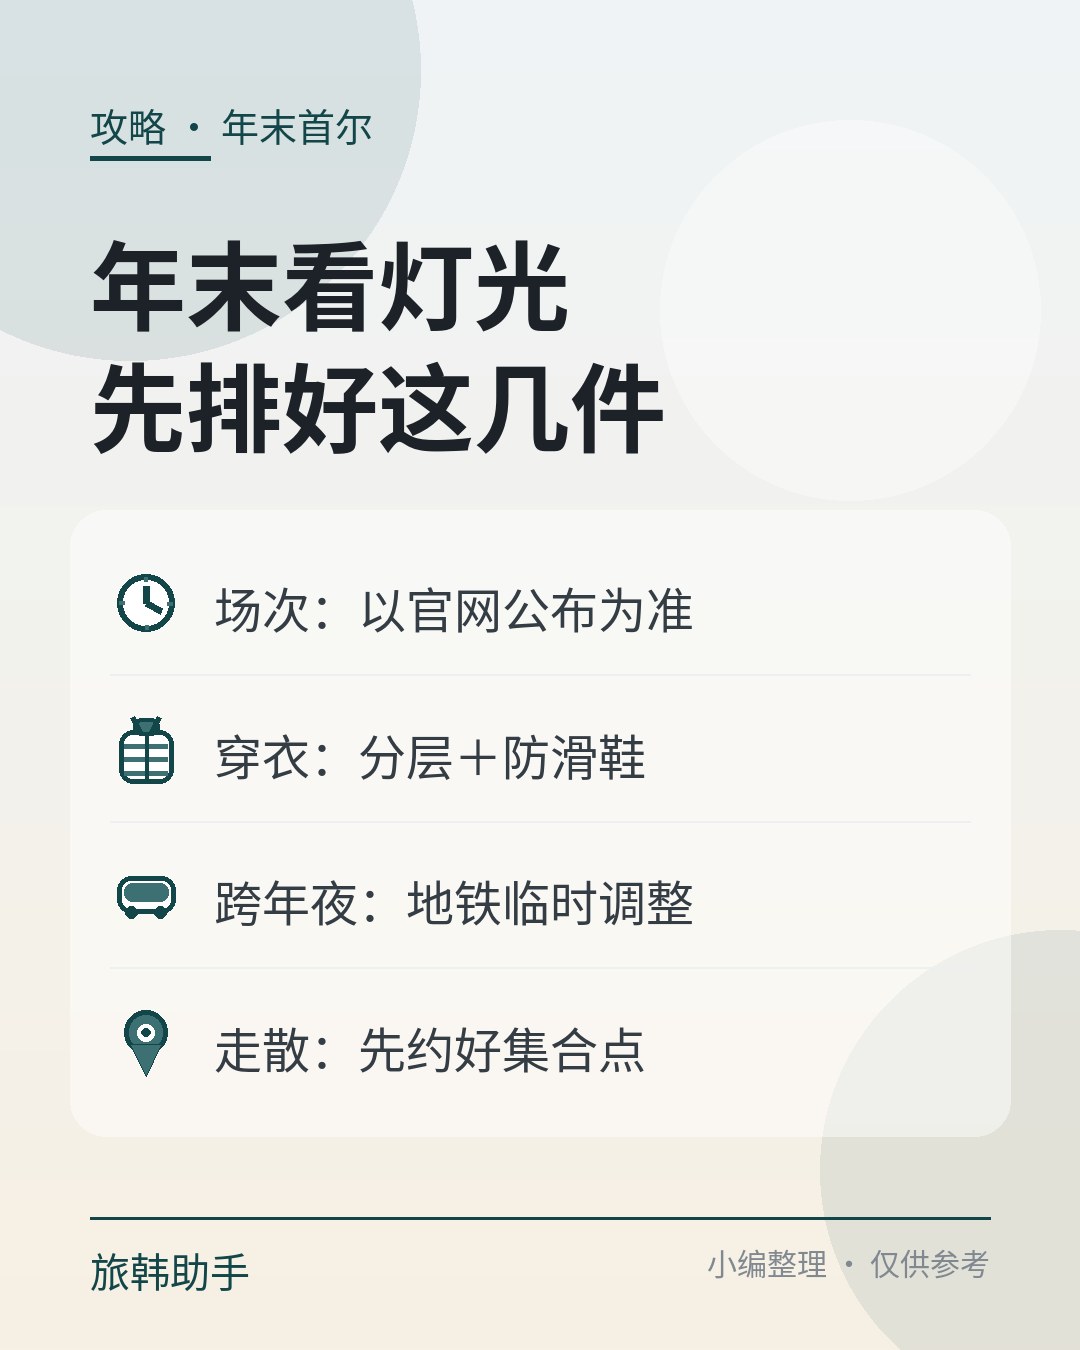 攻略 · 年末首尔
年末看灯光
先排好这几件
场次：以官网公布为准
穿衣：分层＋防滑鞋
跨年夜：地铁临时调整
走散：先约好集合点
旅韩助手
小编整理 · 仅供参考